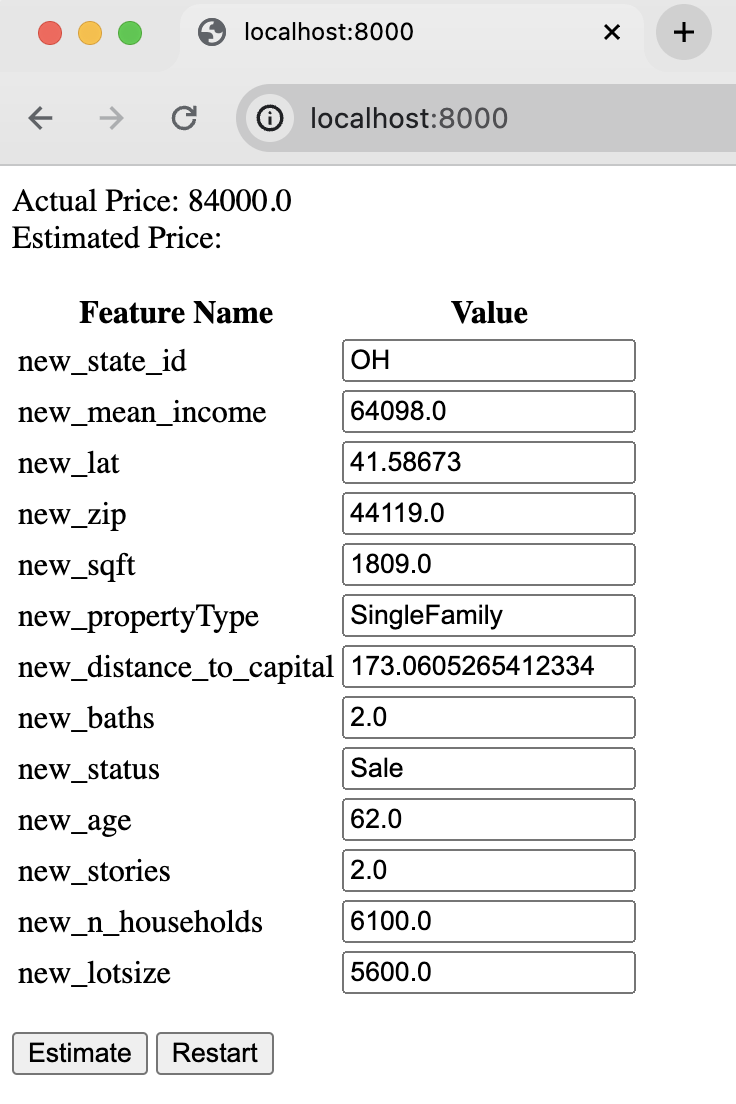 localhost:8000
localhost:8000
Actual Price: 84000.0
Estimated Price:
Feature Name Value
new_state_id OH
new_mean_income 64098.0
new_lat 41.58673
new_zip 44119.0
new_sqft 1809.0
new_propertyType SingleFamily
new_distance_to_capital 173.0605265412334
new_baths 2.0
new_status Sale
new_age 62.0
new_stories 2.0
new_n_households 6100.0
new_lotsize 5600.0
Estimate Restart